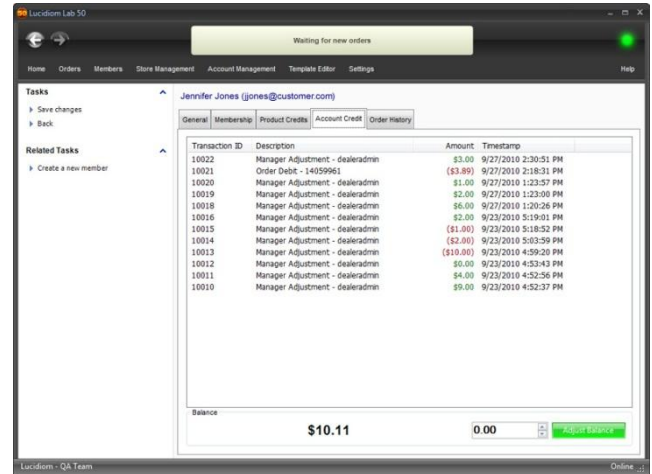 Lucidiom Lab 50
Waiting for new orders
Home Orders Members Store Management Account Management Template Editor Settings Help
Tasks
Save changes
Back
Related Tasks
Create a new member
Jennifer Jones (jjones@customer.com)
General Membership Product Credits Account Credit Order History
Transaction ID Description Amount Timestamp
10022 Manager Adjustment - dealeradmin $3.00 9/27/2010 2:30:51 PM
10021 Order Debit - 14059961 ($3.89) 9/27/2010 2:18:31 PM
10020 Manager Adjustment - dealeradmin $1.00 9/27/2010 1:23:57 PM
10019 Manager Adjustment - dealeradmin $2.00 9/27/2010 1:23:00 PM
10018 Manager Adjustment - dealeradmin $6.00 9/27/2010 1:20:26 PM
10016 Manager Adjustment - dealeradmin $2.00 9/23/2010 5:19:01 PM
10015 Manager Adjustment - dealeradmin ($1.00) 9/23/2010 5:18:52 PM
10014 Manager Adjustment - dealeradmin ($2.00) 9/23/2010 5:03:59 PM
10013 Manager Adjustment - dealeradmin ($10.00) 9/23/2010 4:59:20 PM
10012 Manager Adjustment - dealeradmin $0.00 9/23/2010 4:53:43 PM
10011 Manager Adjustment - dealeradmin $4.00 9/23/2010 4:52:56 PM
10010 Manager Adjustment - dealeradmin $9.00 9/23/2010 4:52:37 PM
Balance
$10.11 0.00 Adjust Balance
Lucidiom - QA Team Online